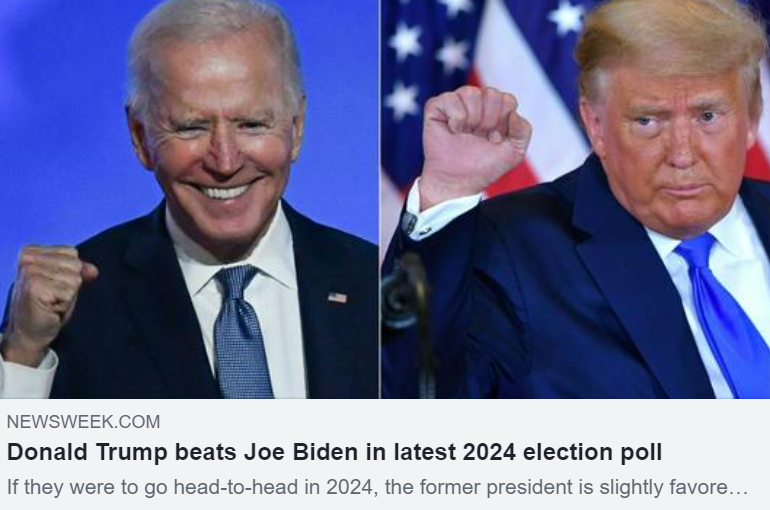 NEWSWEEK.COM
Donald Trump beats Joe Biden in latest 2024 election poll
If they were to go head-to-head in 2024, the former president is slightly favore…